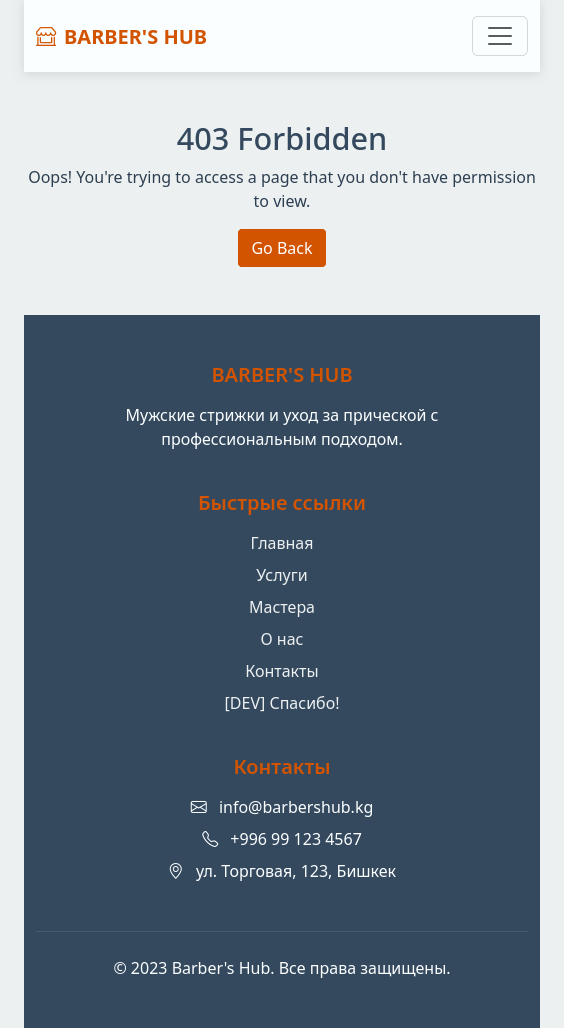 BARBER'S HUB
403 Forbidden
Oops! You're trying to access a page that you don't have permission
to view.
Go Back
BARBER'S HUB
Мужские стрижки и уход за прической с
профессиональным подходом.
Быстрые ссылки
Главная
Услуги
Мастера
О нас
Контакты
[DEV] Спасибо!
Контакты
info@barbershub.kg
+996 99 123 4567
ул. Торговая, 123, Бишкек
© 2023 Barber's Hub. Все права защищены.